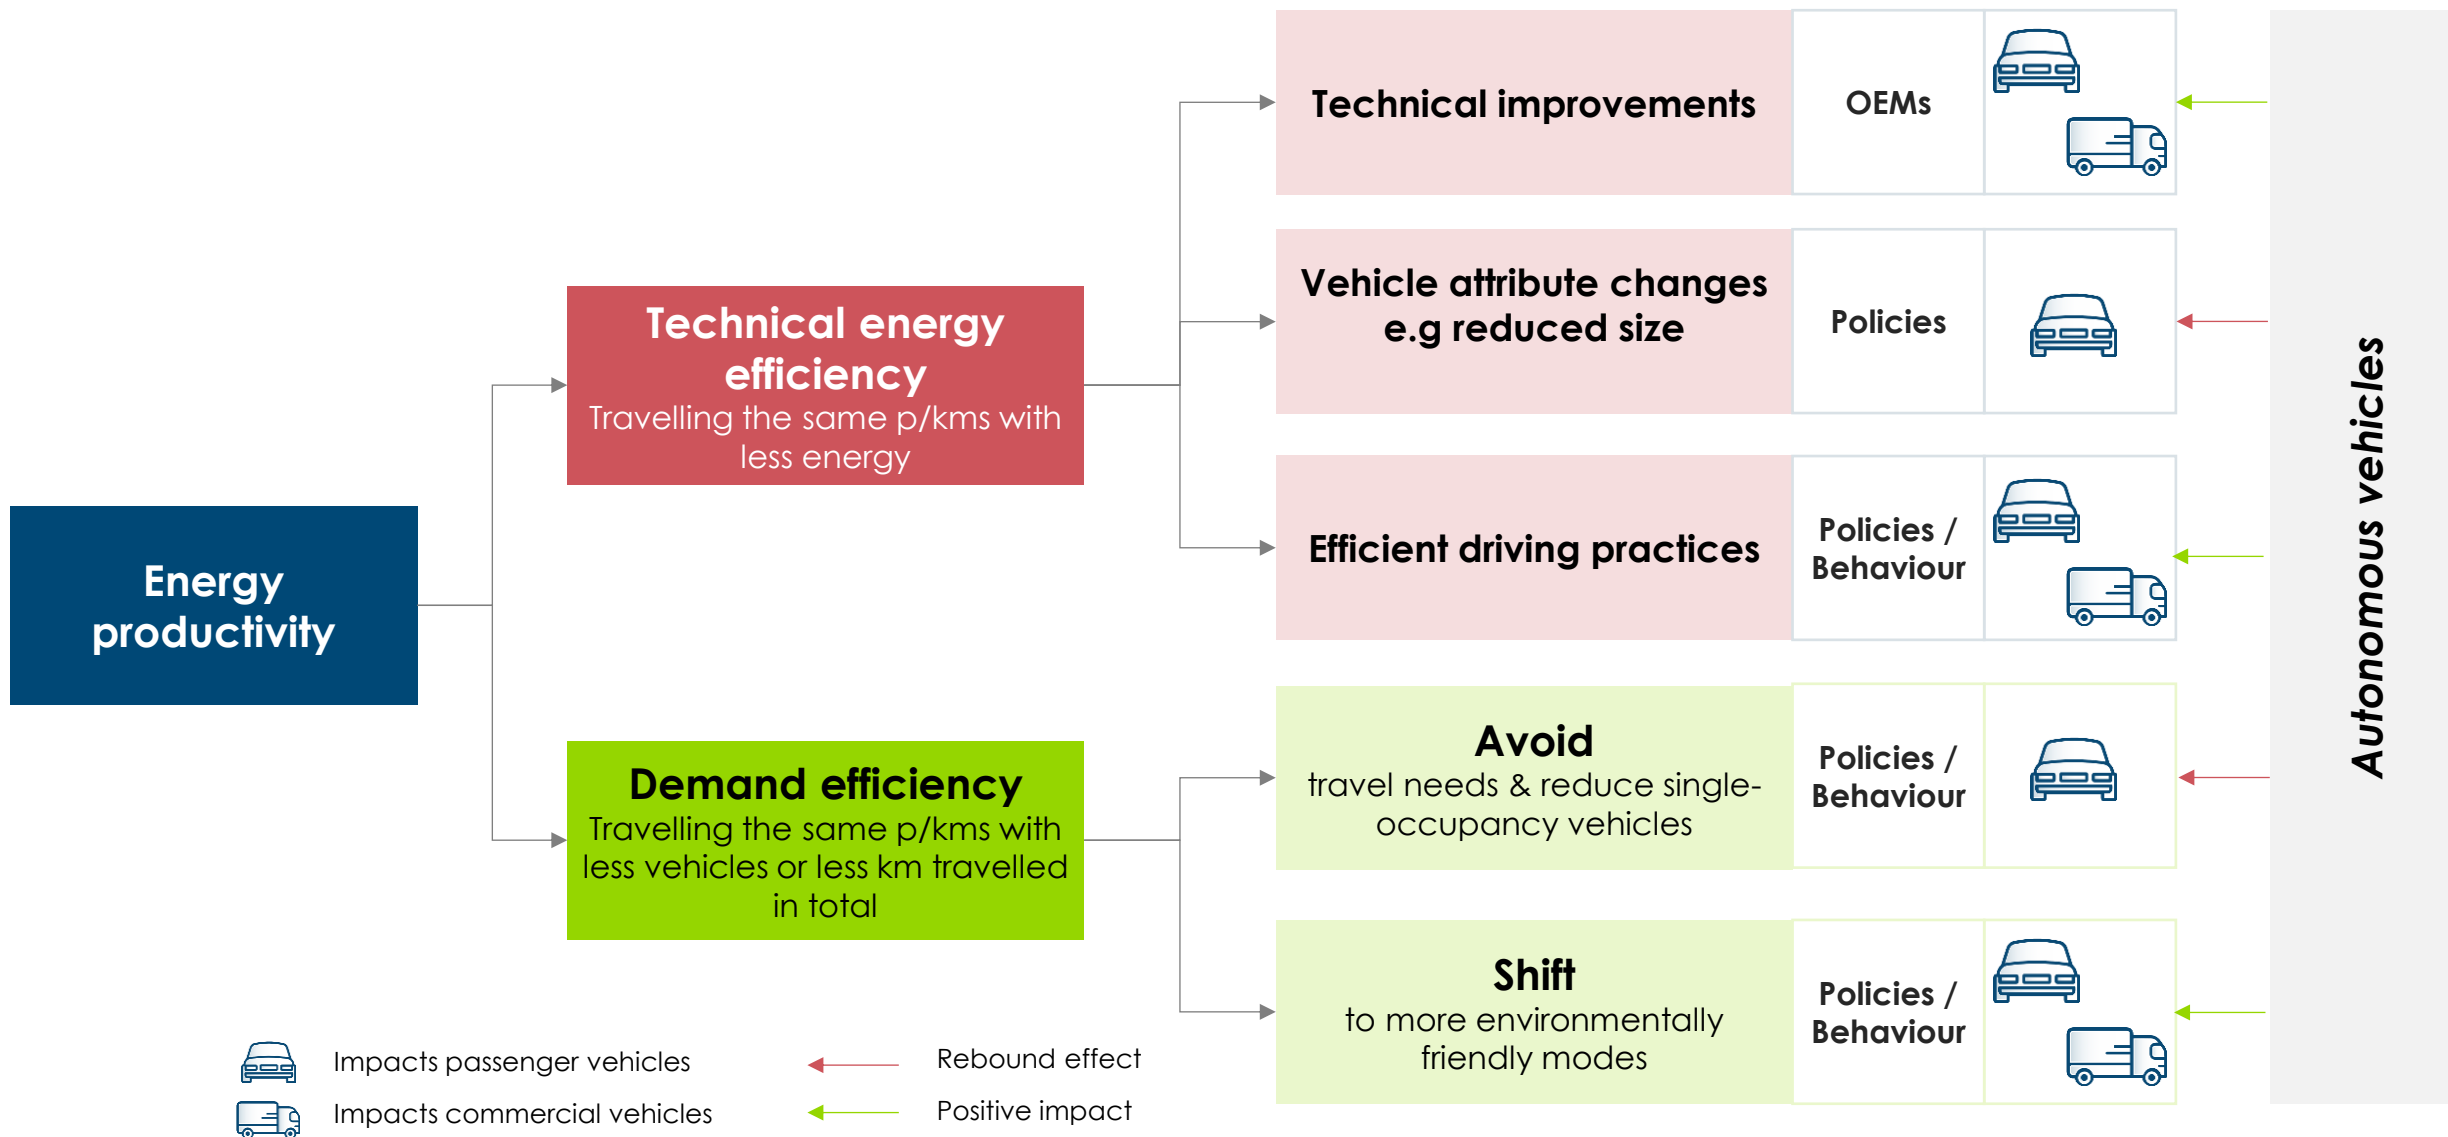 Energy
productivity
Technical energy
efficiency
Travelling the same p/kms with
less energy
Demand efficiency
Travelling the same p/kms with
less vehicles or less km travelled
in total
Technical improvements
OEMs
Vehicle attribute changes
e.g reduced size
Policies
Efficient driving practices
Policies /
Behaviour
Avoid
travel needs & reduce single-
occupancy vehicles
Policies /
Behaviour
Shift
to more environmentally
friendly modes
Policies /
Behaviour
Autonomous vehicles
Impacts passenger vehicles
Impacts commercial vehicles
Rebound effect
Positive impact